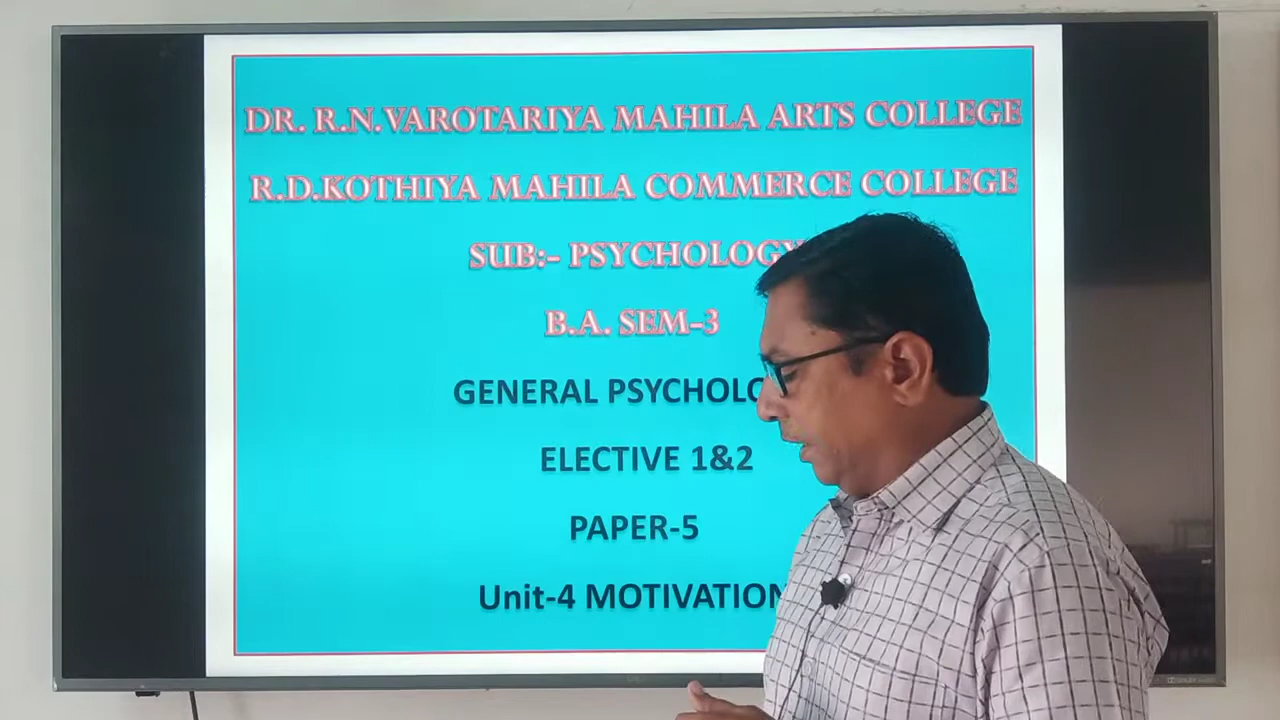 DR. R.N.VAROTARIYA MAHILA ARTS COLLEGE
R.D.KOTHIYA MAHILA COMMERCE COLLEGE
SUB:- PSYCHOLOGY
B.A. SEM-3
GENERAL
ELECTIVE 1&2
PAPER-5
Unit-4 MOTIVATION